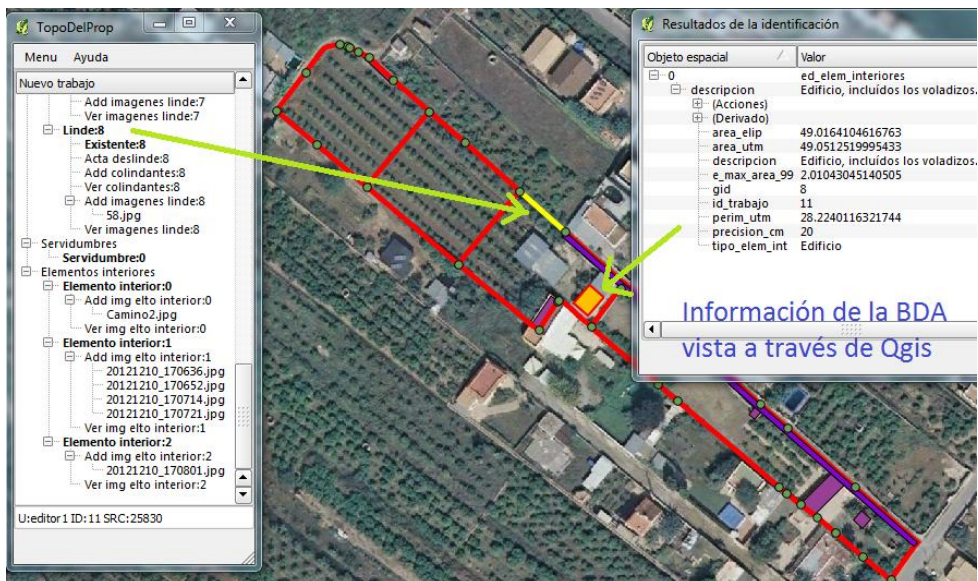 TopoDelProp
Menu Ayuda
Nuevo trabajo
Add imagenes linde:7
Ver imagenes linde:7
Linde:8
Existente:8
Acta deslinde:8
Add colindantes:8
Ver colindantes:8
Add imagenes linde:8
58.jpg
Ver imagenes linde:8
Servidumbres
Servidumbre:0
Elementos interiores
Elemento interior:0
Add img elto interior:0
Camino2.jpg
Ver img elto interior:0
Elemento interior:1
Add img elto interior:1
20121210_170636.jpg
20121210_170652.jpg
20121210_170714.jpg
20121210_170721.jpg
Ver img elto interior:1
Elemento interior:2
Add img elto interior:2
20121210_170801.jpg
Ver img elto interior:2
U:editor1 ID:11 SRC:25830
Resultados de la identificación
Objeto espacial Valor
0 ed_elem_interiores
descripcion Edificio, incluídos los voladizos.
(Acciones)
(Derivado)
area_elip 49.0164104616763
area_utm 49.0512519995433
descripcion Edificio, incluídos los voladizos.
e_max_area_99 2.01043045140505
gid 8
id_trabajo 11
perim_utm 28.2240116321744
precision_cm 20
tipo_elem_int Edificio
Información de la BDA
vista a través de Qgis